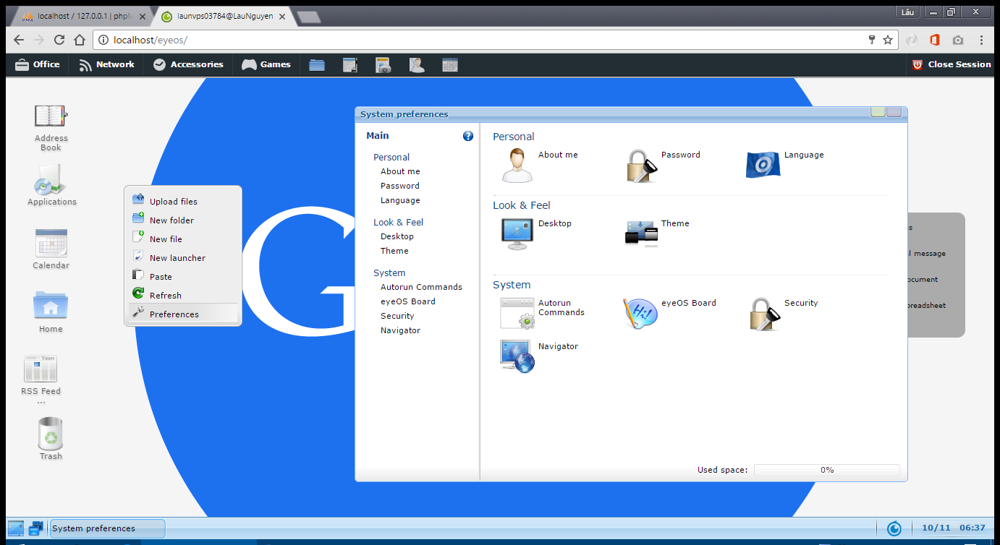 localhost / 127.0.0.1 | phpM
launvps03784@LauNguyen
Lâu
localhost/eyeos/
Office
Network
Accessories
Games
Close Session
Address
Book
Applications
Calendar
Home
Times
RSS Feed
...
Trash
Upload files
New folder
New file
New launcher
Paste
Refresh
Preferences
G
System preferences
Main
?
Personal
About me
Password
Language
Look & Feel
Desktop
Theme
System
Autorun Commands
eyeOS Board
Security
Navigator
Personal
About me
Password
Language
Look & Feel
Desktop
Theme
System
Autorun
Commands
Hi!
eyeOS Board
Security
Navigator
Used space:
0%
es
l message
ocument
preadsheet
System preferences
10/11 06:37